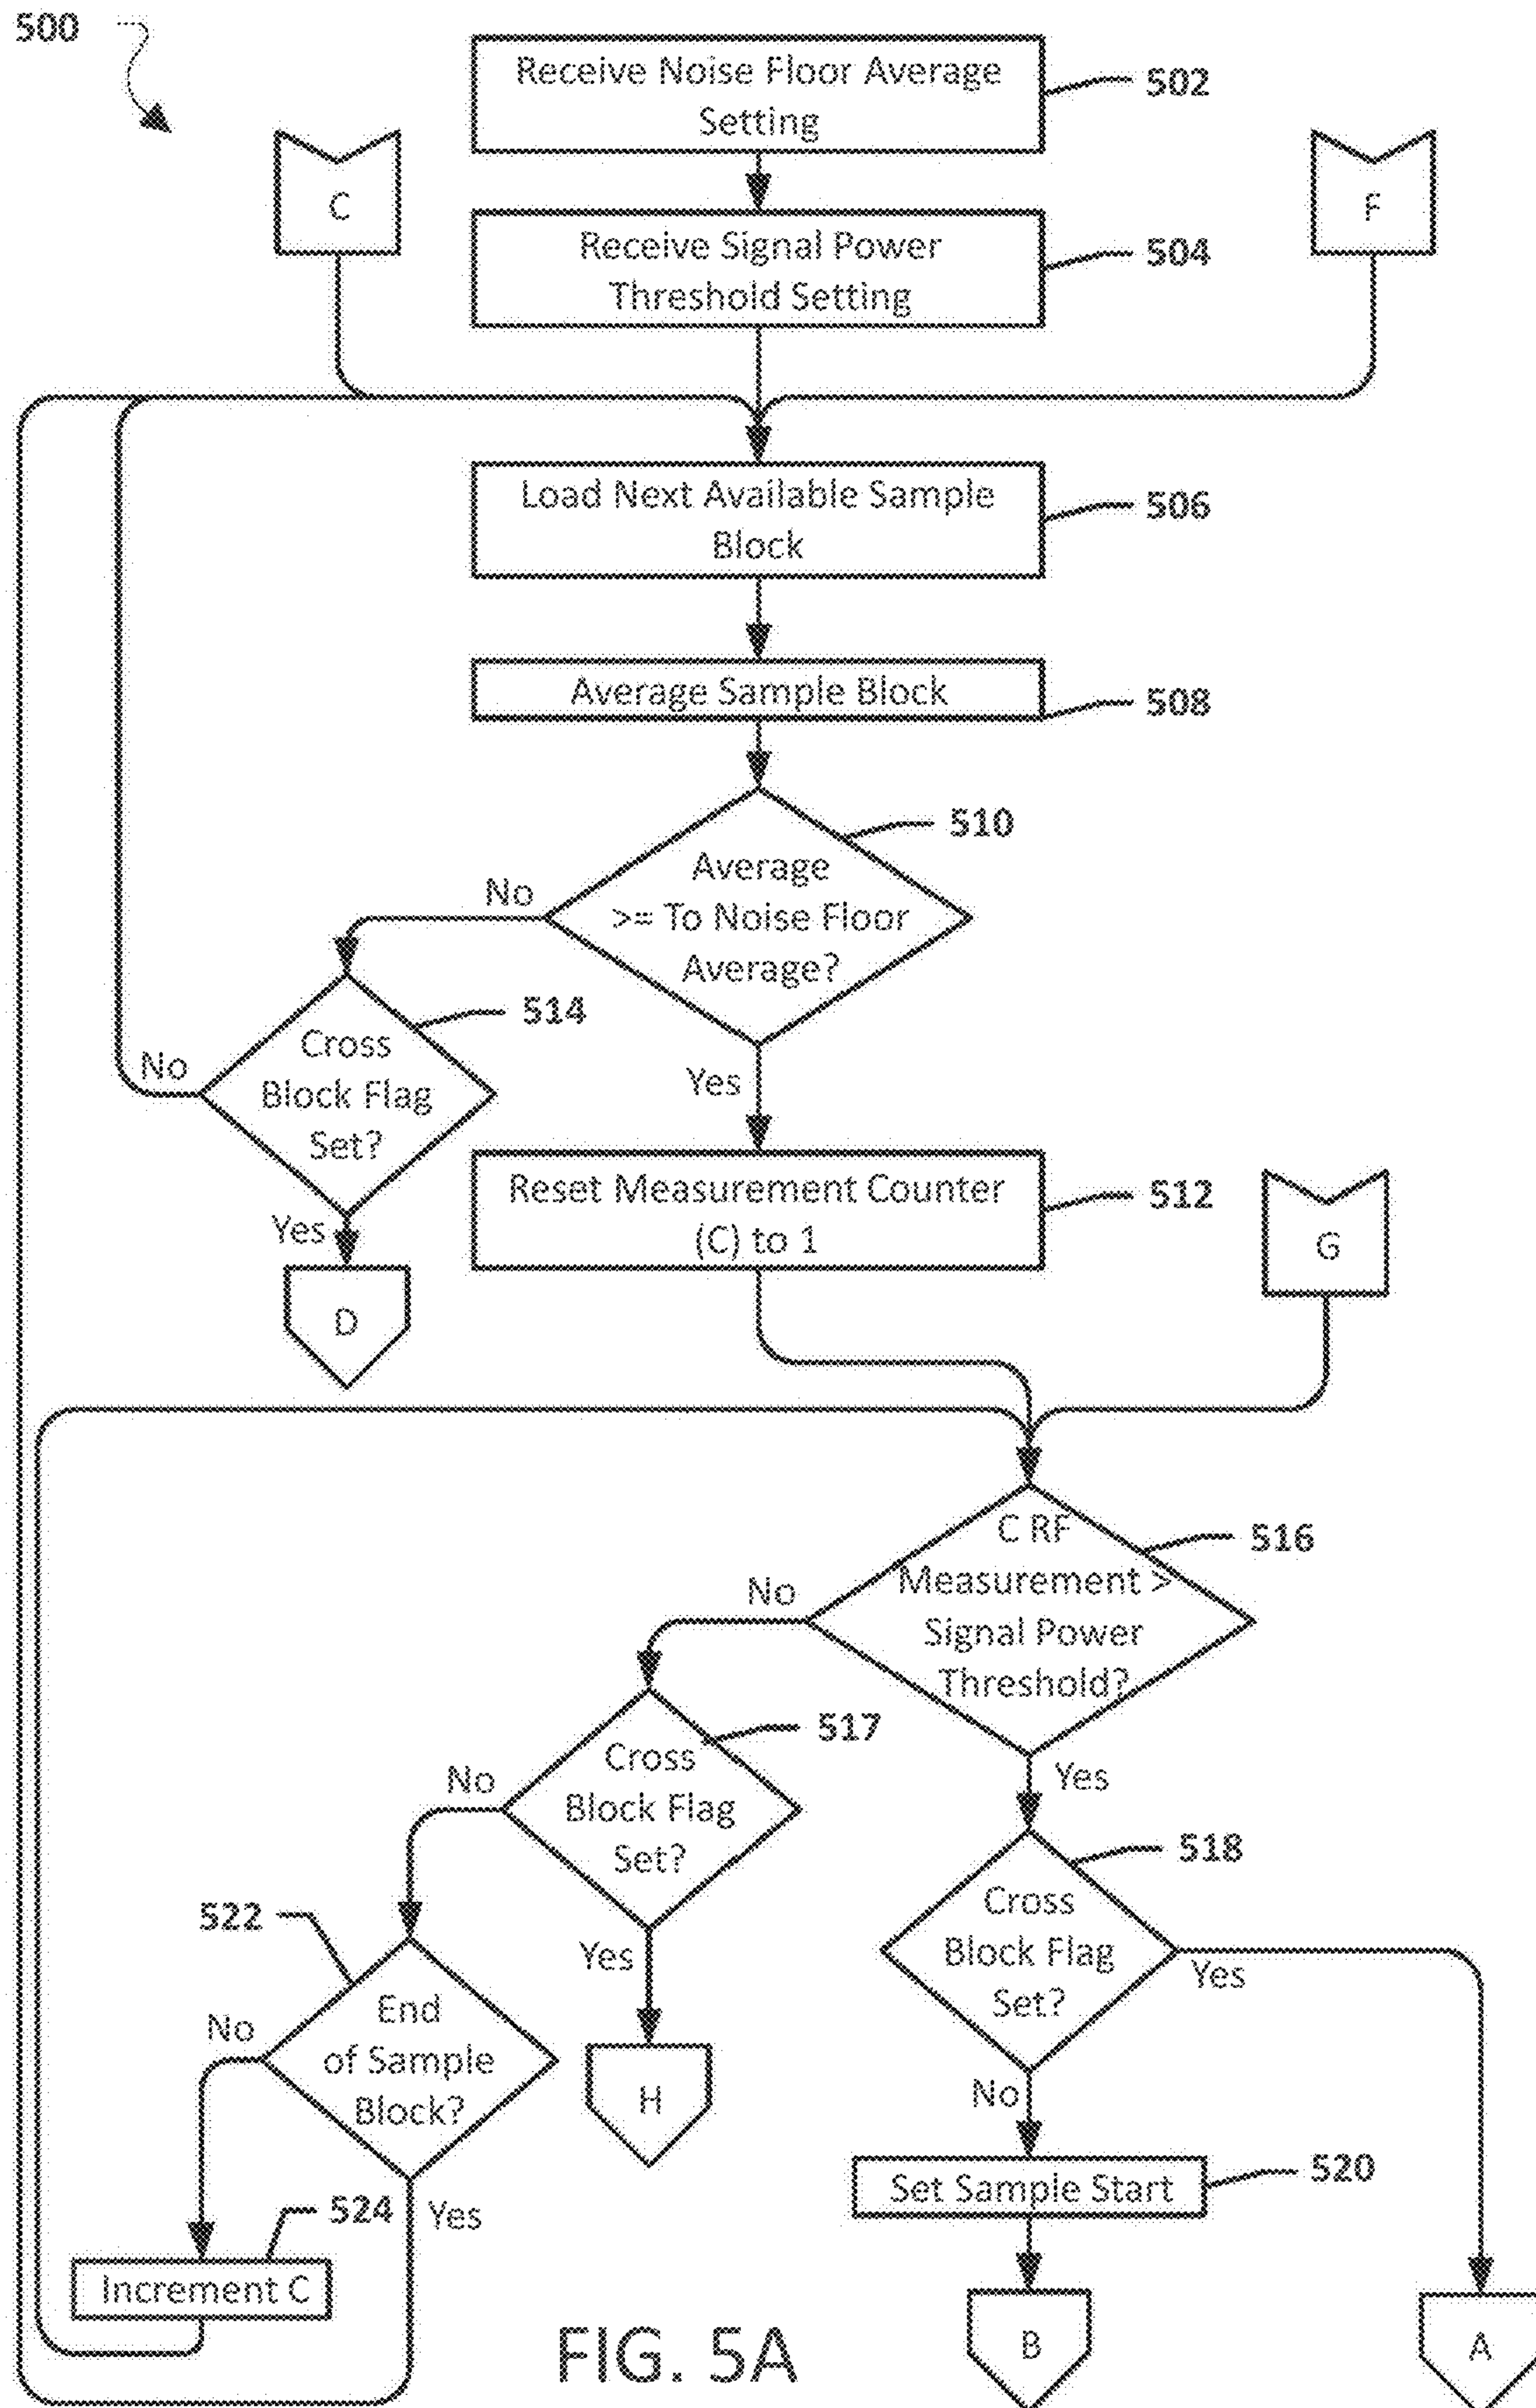 500
Receive Noise Floor Average
Setting
502
C
F
Receive Signal Power
Threshold Setting
504
Load Next Available Sample
Block
506
Average Sample Block
508
510
Average
>= To Noise Floor
Average?
No
514
Cross
Block Flag
Set?
No
Yes
Yes
D
Reset Measurement Counter
(C) to 1
512
G
C RF
Measurement >
Signal Power
Threshold?
516
No
517
Cross
Block Flag
Set?
No
Yes
Yes
518
Cross
Block Flag
Set?
Yes
No
522
End
of Sample
Block?
No
Yes
H
Set Sample Start
520
524
Increment C
B
A
FIG. 5A